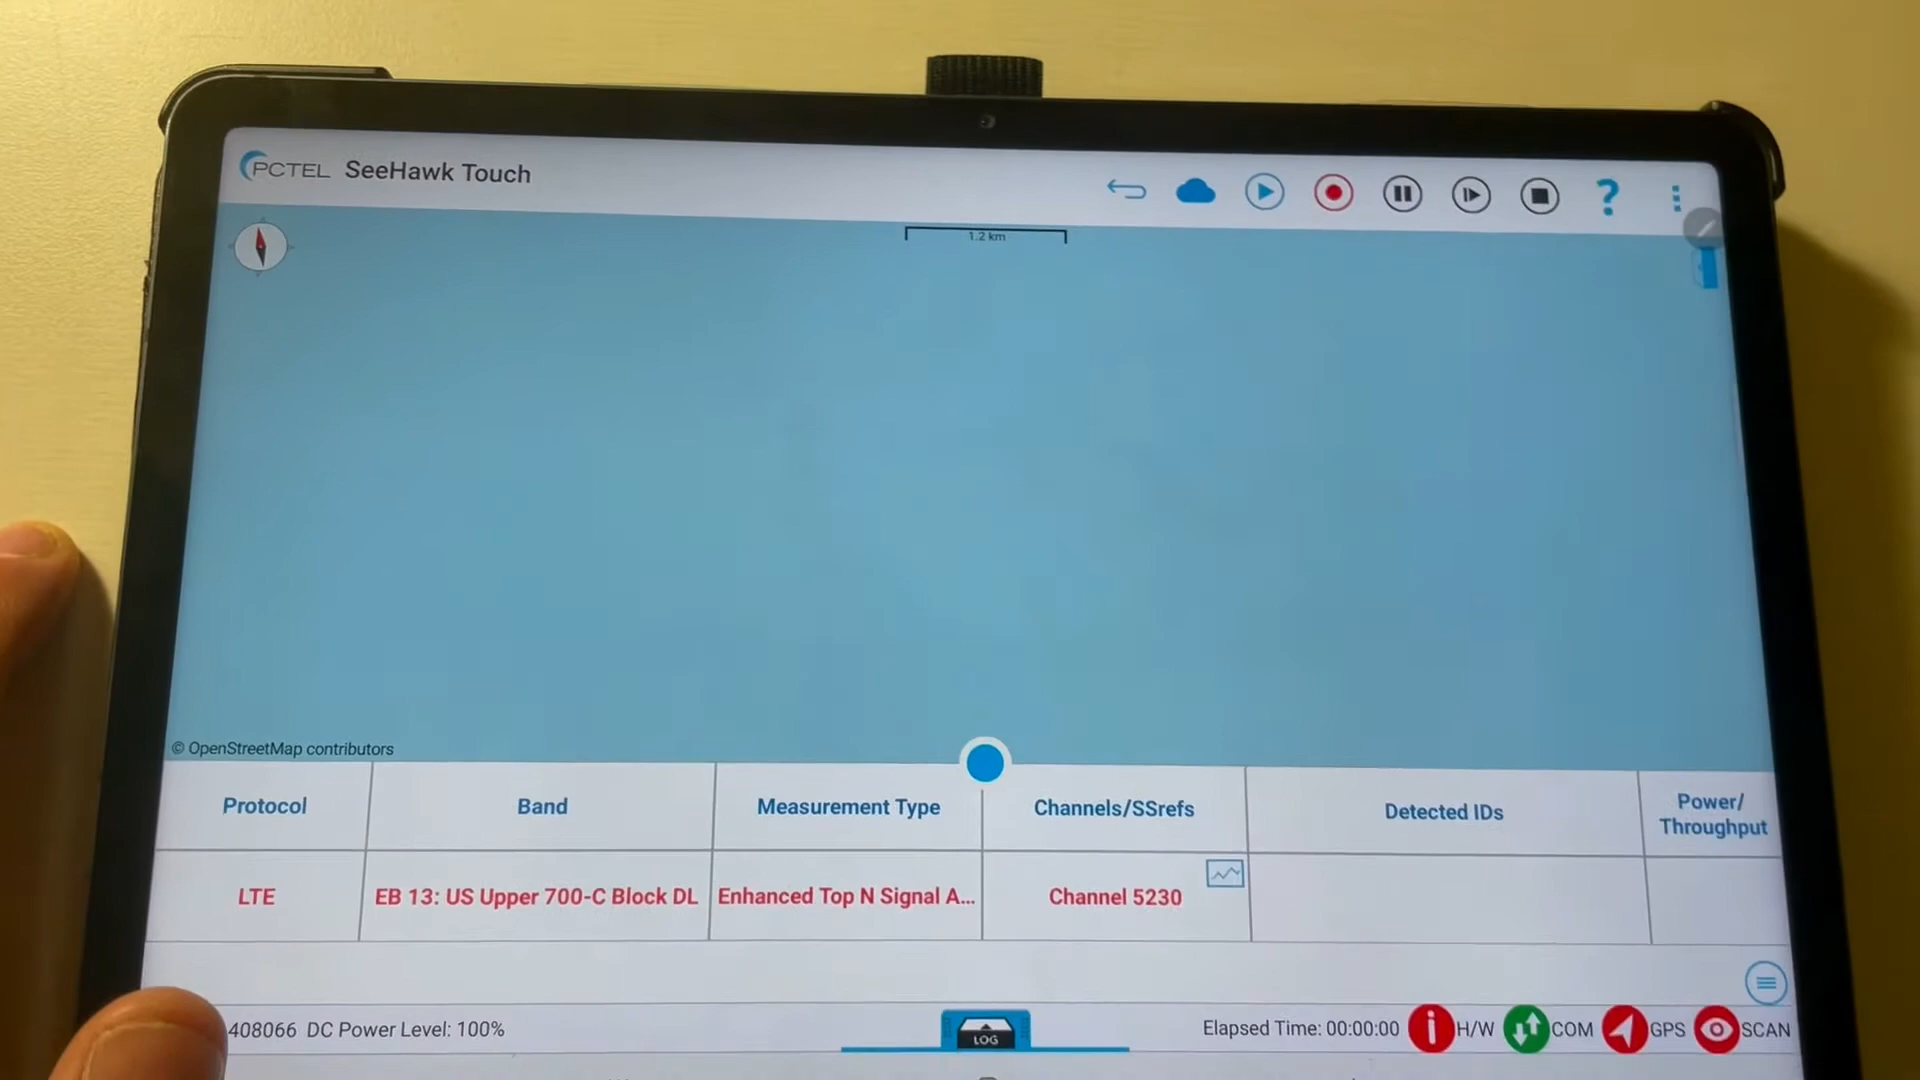 PCTEL SeeHawk Touch
?
1.2 km
© OpenStreetMap contributors
Protocol Band Measurement Type Channels/SSrefs Detected IDs Power/
Throughput
LTE EB 13: US Upper 700-C Block DL Enhanced Top N Signal A... Channel 5230
408066 DC Power Level: 100% LOG Elapsed Time: 00:00:00 i H/W COM GPS SCAN